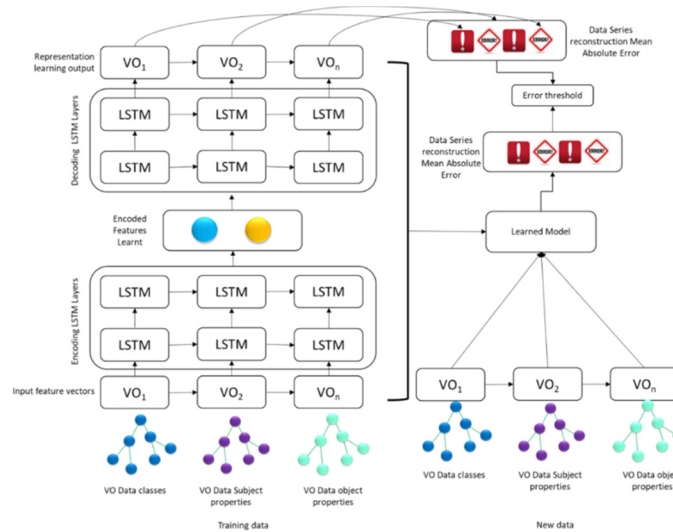 Representation
learning output
VO1
VO2
VOn
Decoding LSTM Layers
LSTM
LSTM
LSTM
LSTM
LSTM
LSTM
Encoded
Features
Learnt
Encoding LSTM Layers
LSTM
LSTM
LSTM
LSTM
LSTM
LSTM
Input feature vectors
VO1
VO2
VOn
VO Data classes
VO Data Subject
properties
VO Data object
properties
Training data
! ERROR! ! ERROR!
Data Series
reconstruction Mean
Absolute Error
Error threshold
Data Series
reconstruction
Mean Absolute
Error
! ERROR! ! ERROR!
Learned Model
VO1
VO2
VOn
VO Data classes
VO Data Subject
properties
VO Data object
properties
New data